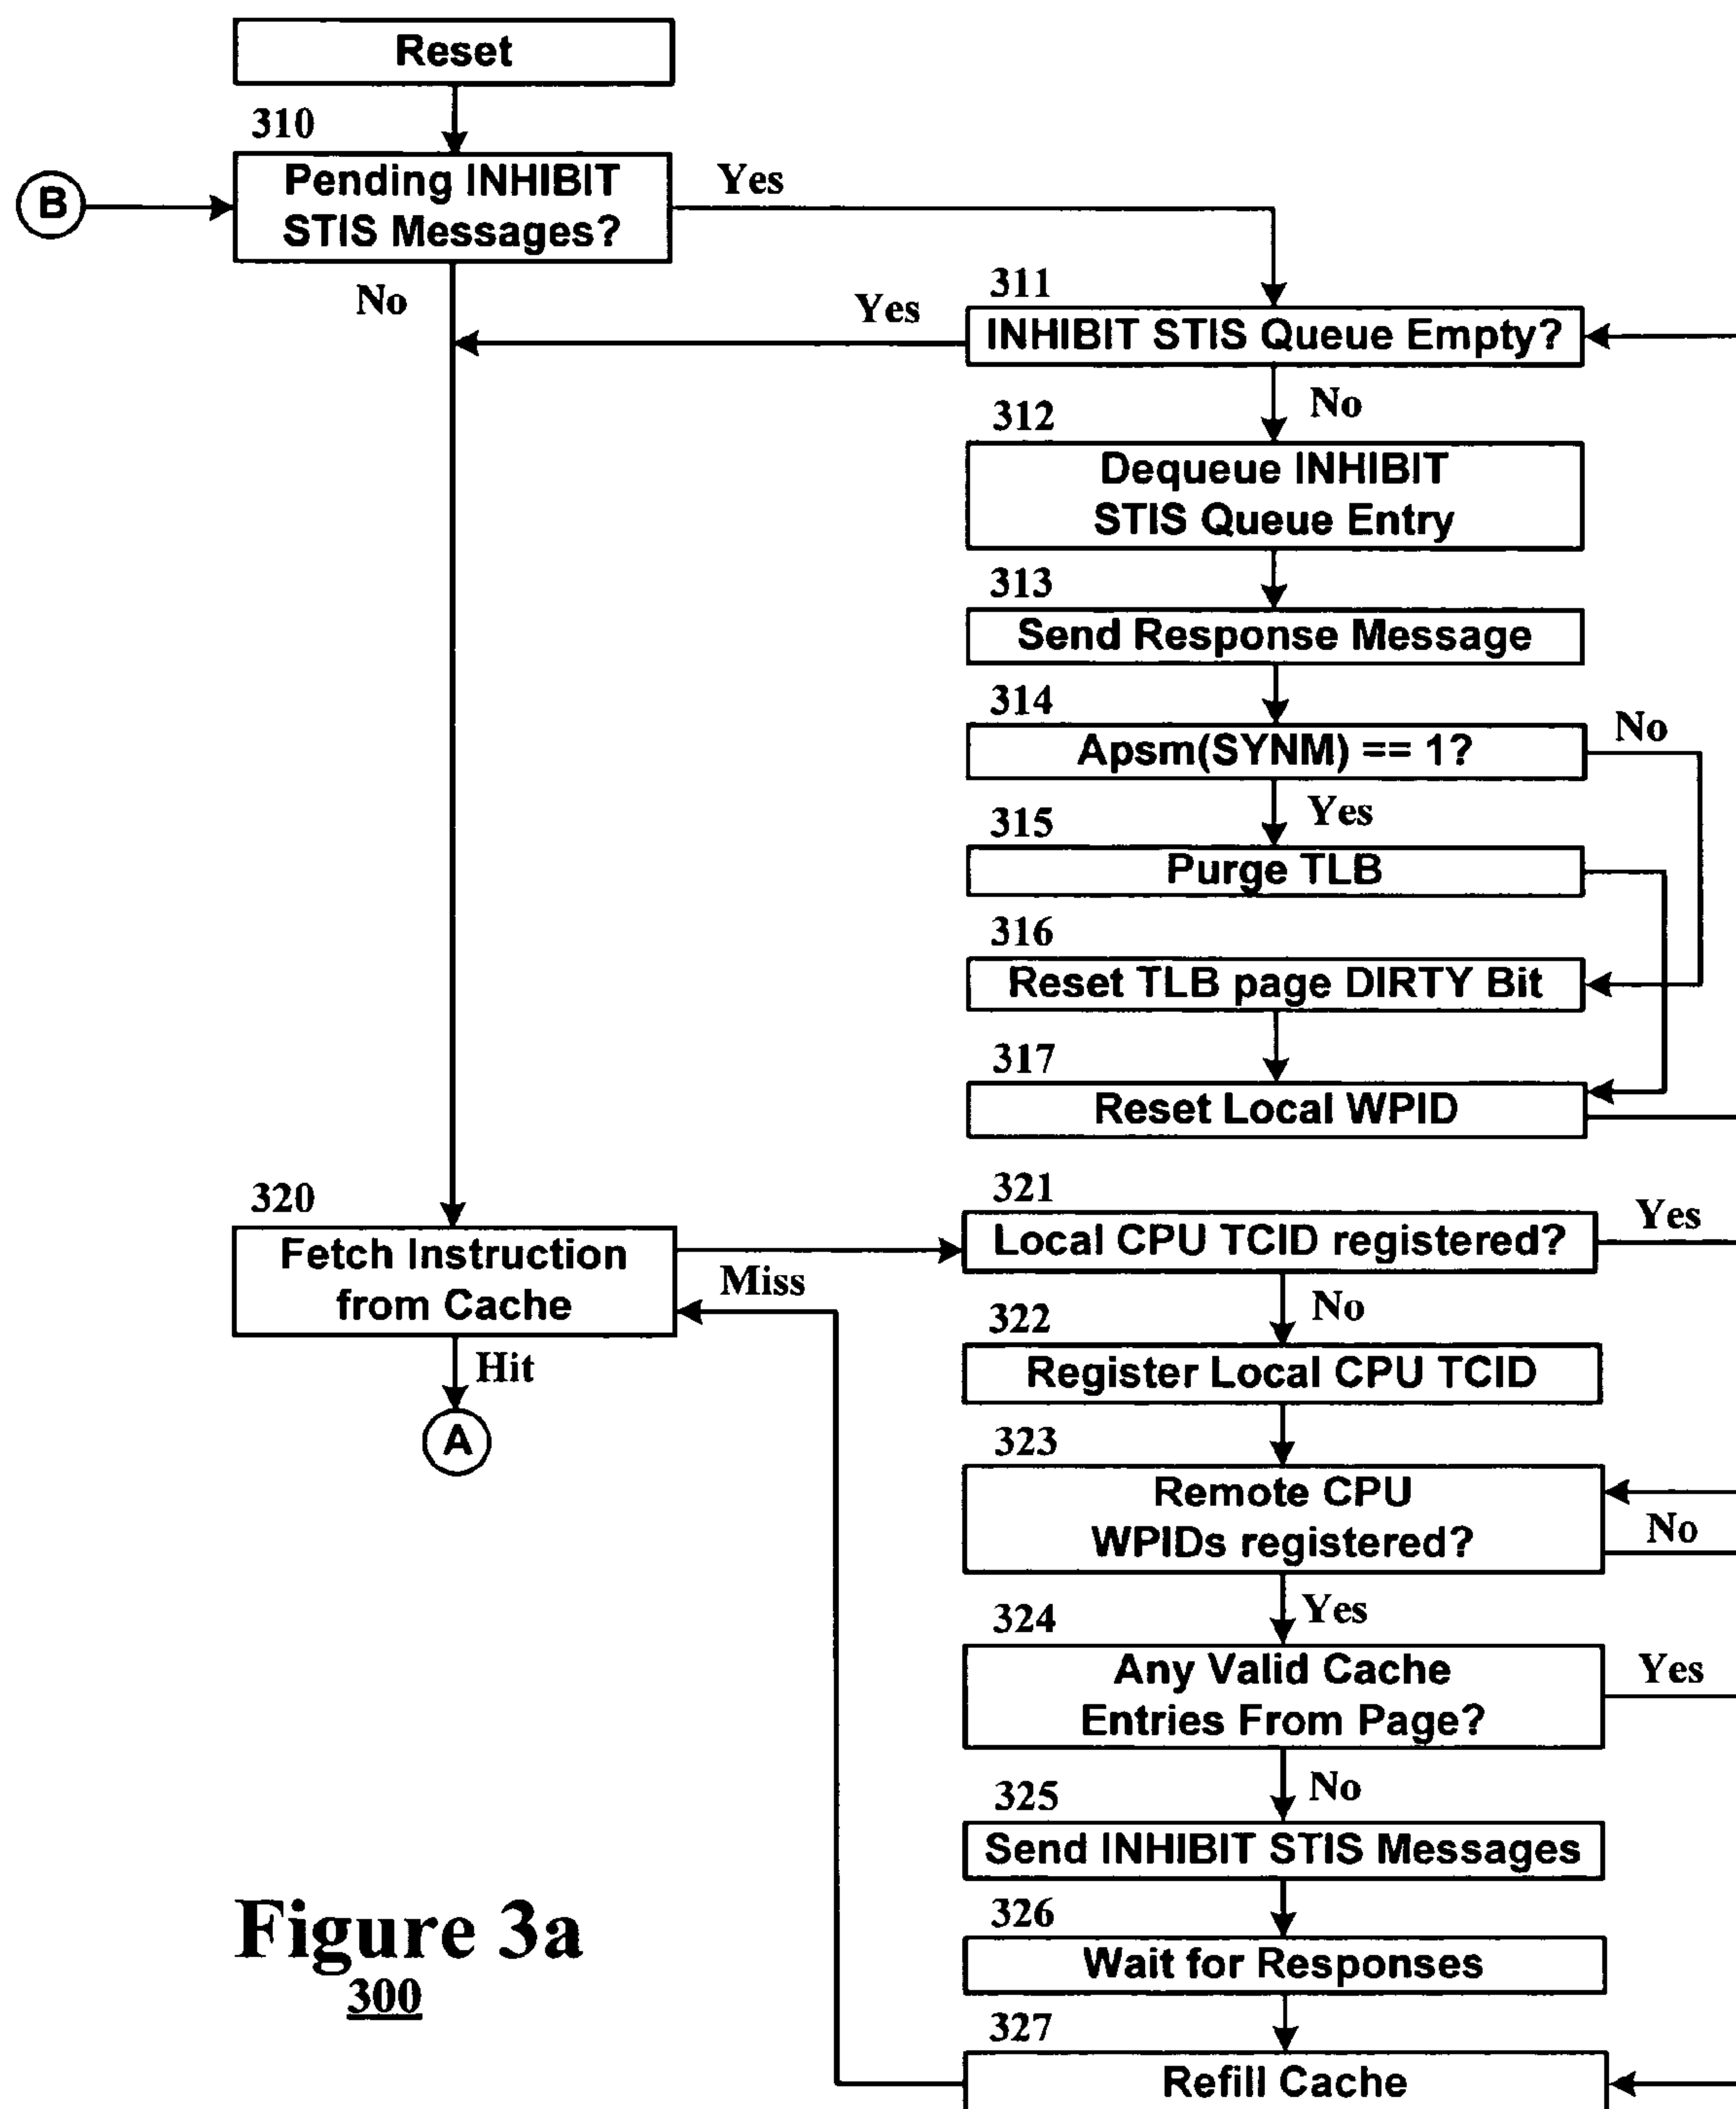 Reset
310
Pending INHIBIT
STIS Messages?
B
Yes
No
311
Yes
INHIBIT STIS Queue Empty?
No
312
Dequeue INHIBIT
STIS Queue Entry
313
Send Response Message
314
Apsm(SYNM) == 1?
No
Yes
315
Purge TLB
316
Reset TLB page DIRTY Bit
317
Reset Local WPID
320
Fetch Instruction
from Cache
Miss
Hit
A
321
Local CPU TCID registered?
Yes
No
322
Register Local CPU TCID
323
Remote CPU
WPIDs registered?
No
Yes
324
Any Valid Cache
Entries From Page?
Yes
No
325
Send INHIBIT STIS Messages
326
Wait for Responses
327
Refill Cache
Figure 3a
300